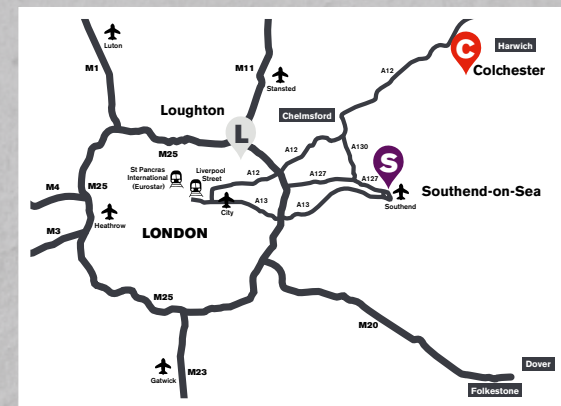 Luton
M1
M11
Stansted
A12
C
Harwich
Colchester
Loughton
L
Chelmsford
M25
St Pancras
International
(Eurostar)
Liverpool
Street
A12
A12
A130
S
A127
A127
Southend
Southend-on-Sea
M4
M25
M3
Heathrow
City
A13
A13
LONDON
M25
M20
M23
Gatwick
Dover
Folkestone